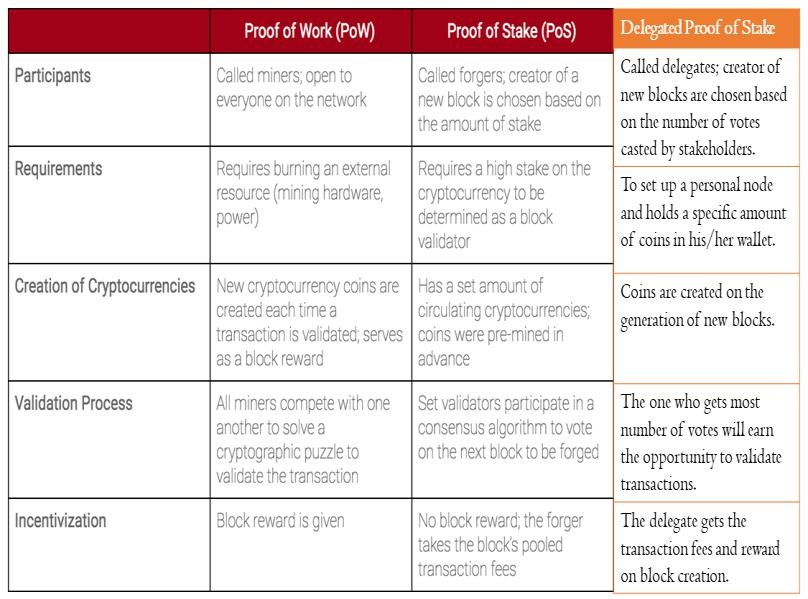 Proof of Work (PoW)
Proof of Stake (PoS)
Delegated Proof of Stake
Participants
Called miners; open to
everyone on the network
Called forgers; creator of a
new block is chosen based on
the amount of stake
Called delegates; creator of
new blocks are chosen based
on the number of votes
casted by stakeholders.
Requirements
Requires burning an external
resource (mining hardware,
power)
Requires a high stake on the
cryptocurrency to be
determined as a block
validator
To set up a personal node
and holds a specific amount
of coins in his/her wallet.
Creation of Cryptocurrencies
New cryptocurrency coins are
created each time a
transaction is validated; serves
as a block reward
Has a set amount of
circulating cryptocurrencies;
coins were pre-mined in
advance
Coins are created on the
generation of new blocks.
Validation Process
All miners compete with one
another to solve a
cryptographic puzzle to
validate the transaction
Set validators participate in a
consensus algorithm to vote
on the next block to be forged
The one who gets most
number of votes will earn
the opportunity to validate
transactions.
Incentivization
Block reward is given
No block reward; the forger
takes the block's pooled
transaction fees
The delegate gets the
transaction fees and reward
on block creation.